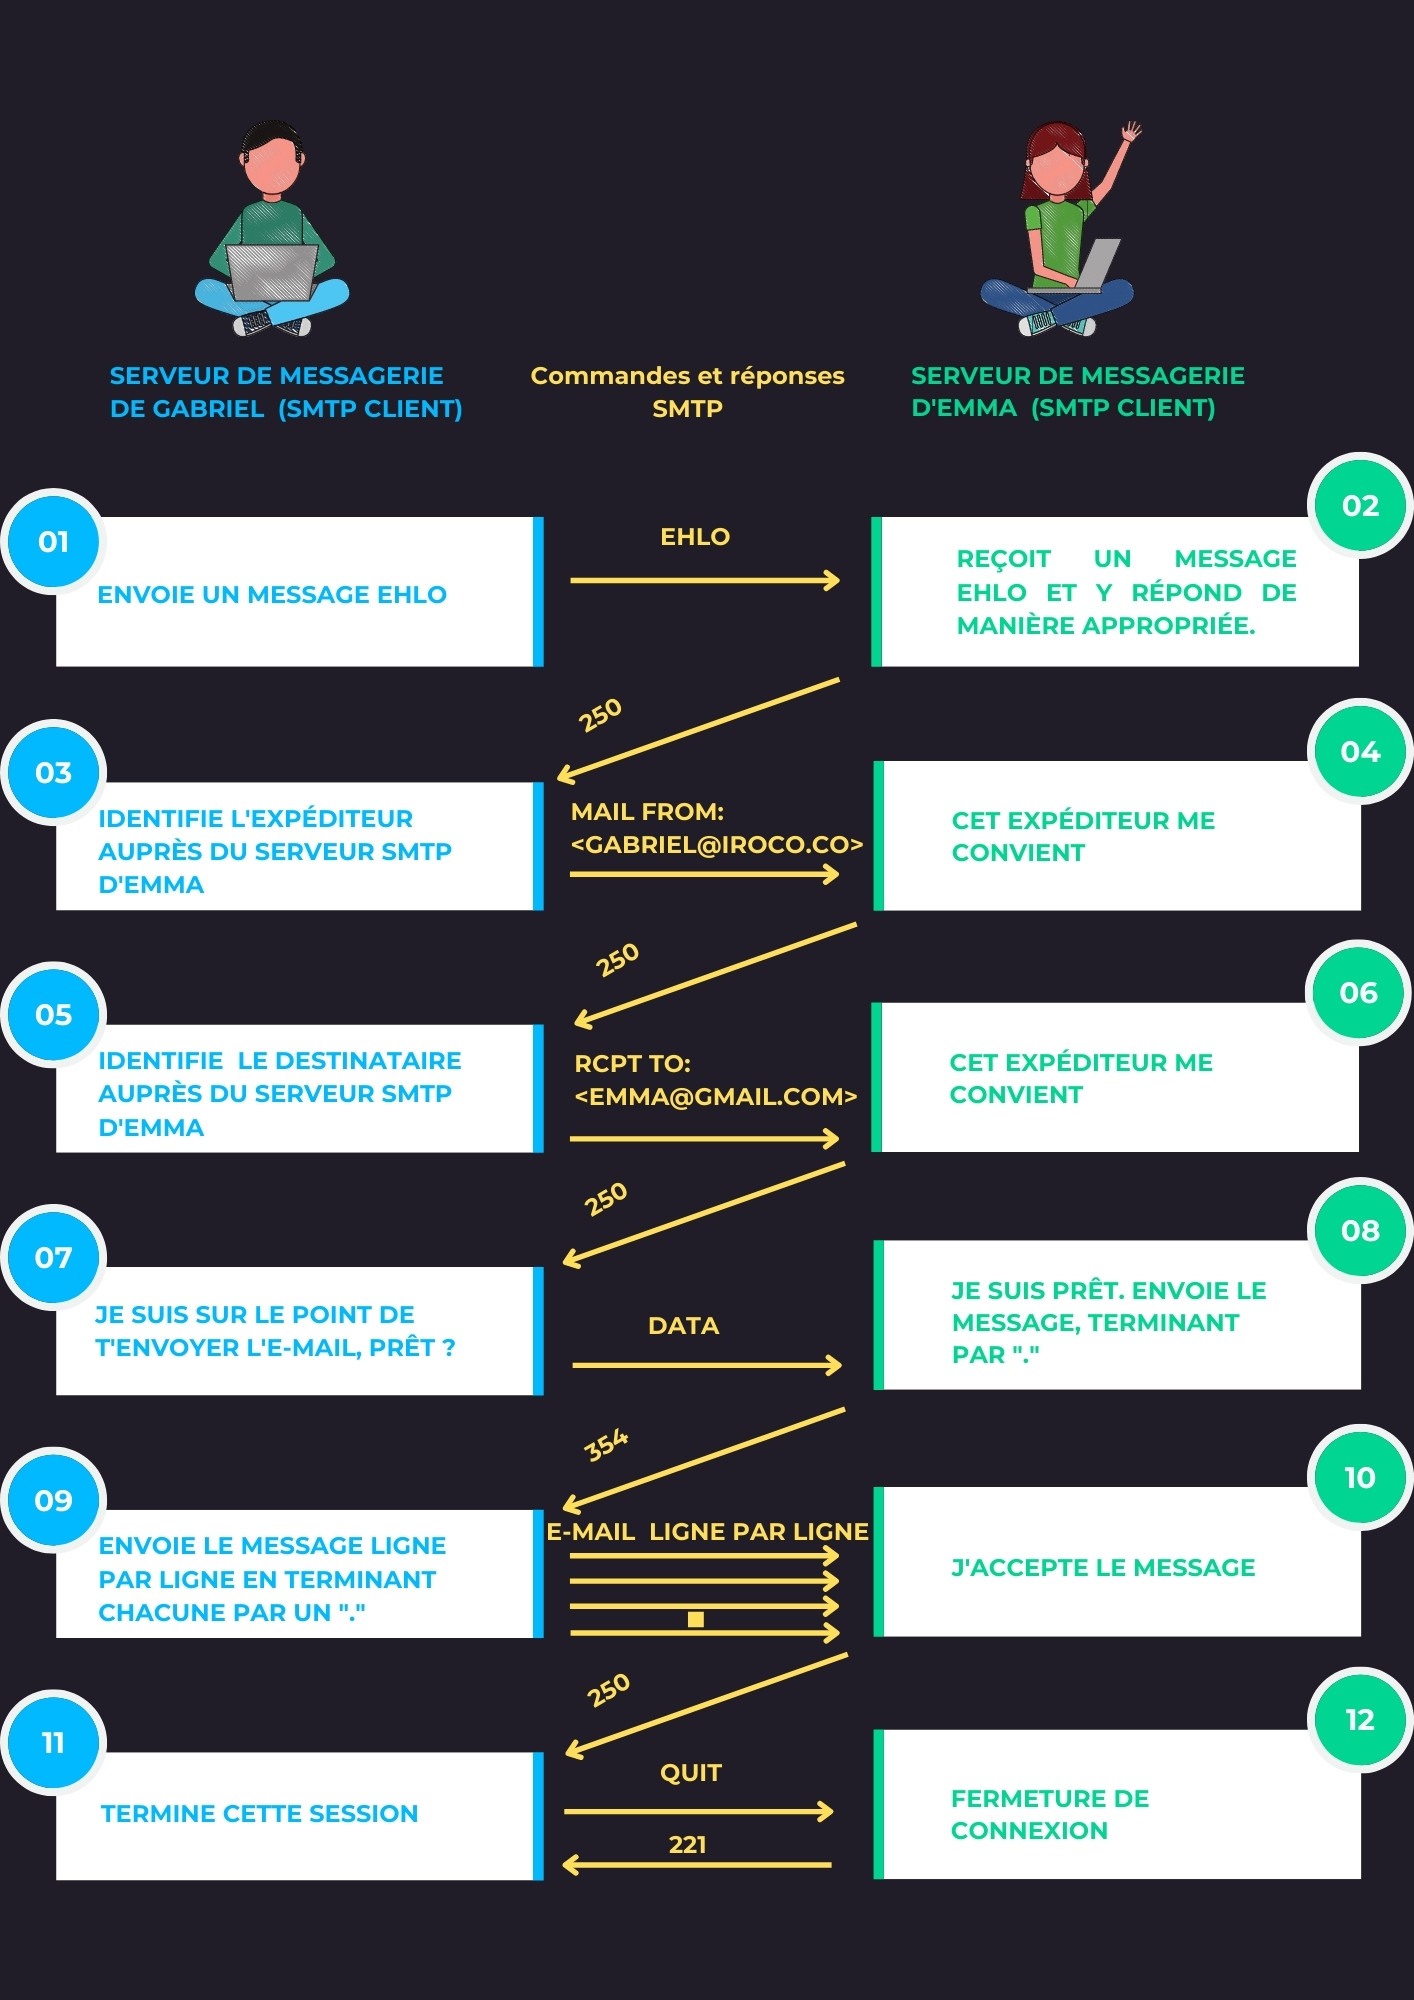 SERVEUR DE MESSAGERIE
DE GABRIEL (SMTP CLIENT)
Commandes et réponses
SMTP
SERVEUR DE MESSAGERIE
D'EMMA (SMTP CLIENT)
01
ENVOIE UN MESSAGE EHLO
EHLO
02
REÇOIT UN MESSAGE
EHLO ET Y RÉPOND DE
MANIÈRE APPROPRIÉE.
250
03
IDENTIFIE L'EXPÉDITEUR
AUPRÈS DU SERVEUR SMTP
D'EMMA
MAIL FROM:
<GABRIEL@IROCO.CO>
04
CET EXPÉDITEUR ME
CONVIENT
250
05
IDENTIFIE LE DESTINATAIRE
AUPRÈS DU SERVEUR SMTP
D'EMMA
RCPT TO:
<EMMA@GMAIL.COM>
06
CET EXPÉDITEUR ME
CONVIENT
250
07
JE SUIS SUR LE POINT DE
T'ENVOYER L'E-MAIL, PRÊT ?
DATA
08
JE SUIS PRÊT. ENVOIE LE
MESSAGE, TERMINANT
PAR "."
354
09
ENVOIE LE MESSAGE LIGNE
PAR LIGNE EN TERMINANT
CHACUNE PAR UN "."
E-MAIL LIGNE PAR LIGNE
.
10
J'ACCEPTE LE MESSAGE
250
11
TERMINE CETTE SESSION
QUIT
221
12
FERMETURE DE
CONNEXION